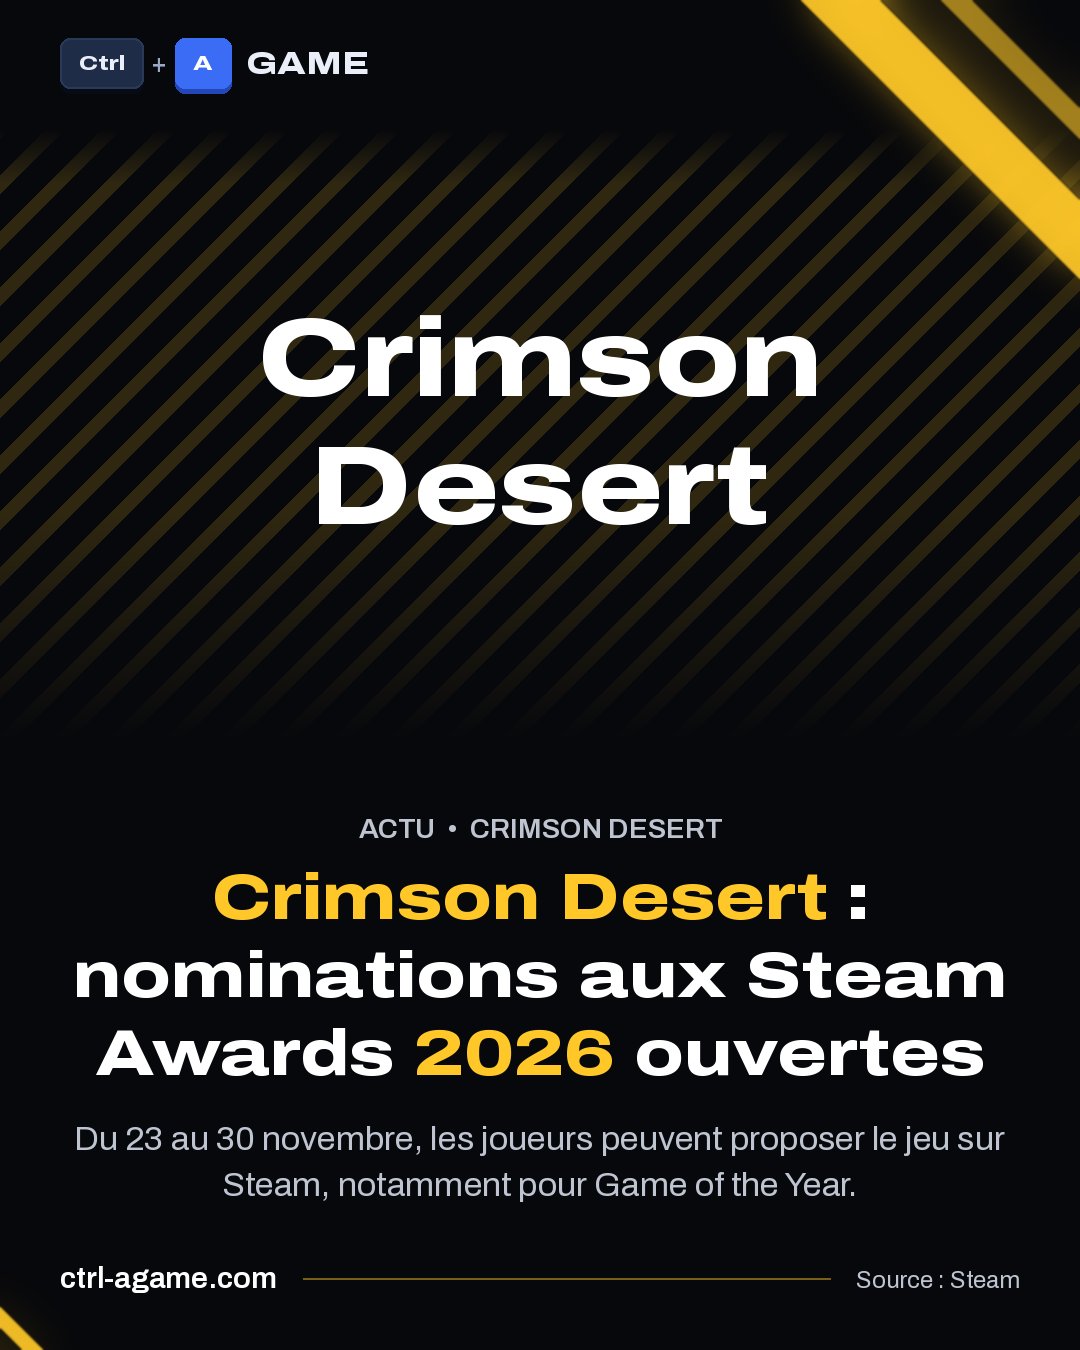 Ctrl + A GAME
Crimson
Desert
ACTU • CRIMSON DESERT
Crimson Desert :
nominations aux Steam
Awards 2026 ouvertes
Du 23 au 30 novembre, les joueurs peuvent proposer le jeu sur
Steam, notamment pour Game of the Year.
ctrl-agame.com
Source : Steam